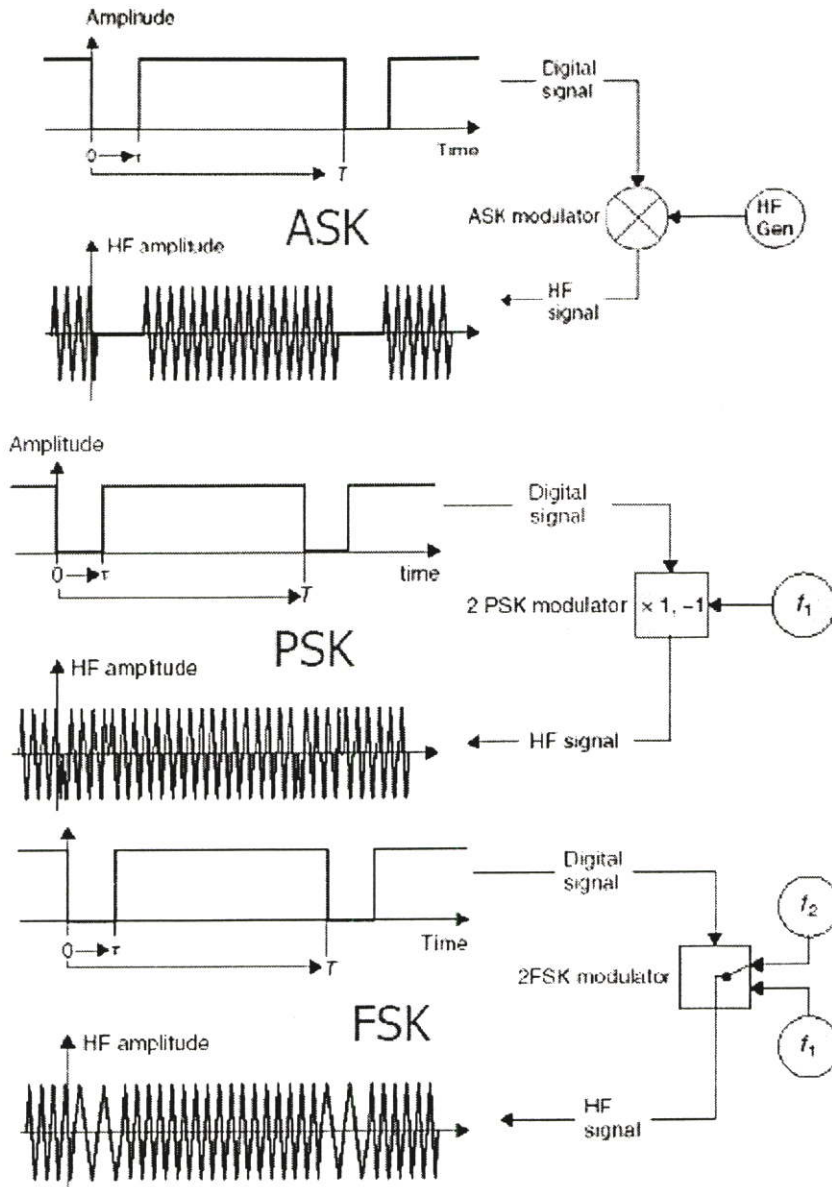 Amplitude
Digital
signal
Time
0 → τ
T
ASK modulator
HF
Gen
ASK
HF amplitude
HF
signal
Amplitude
Digital
signal
time
0 → τ
T
2 PSK modulator
× 1, −1
f1
PSK
HF amplitude
HF signal
Digital
signal
Time
0 → τ
T
f2
2FSK modulator
FSK
f1
HF amplitude
HF
signal